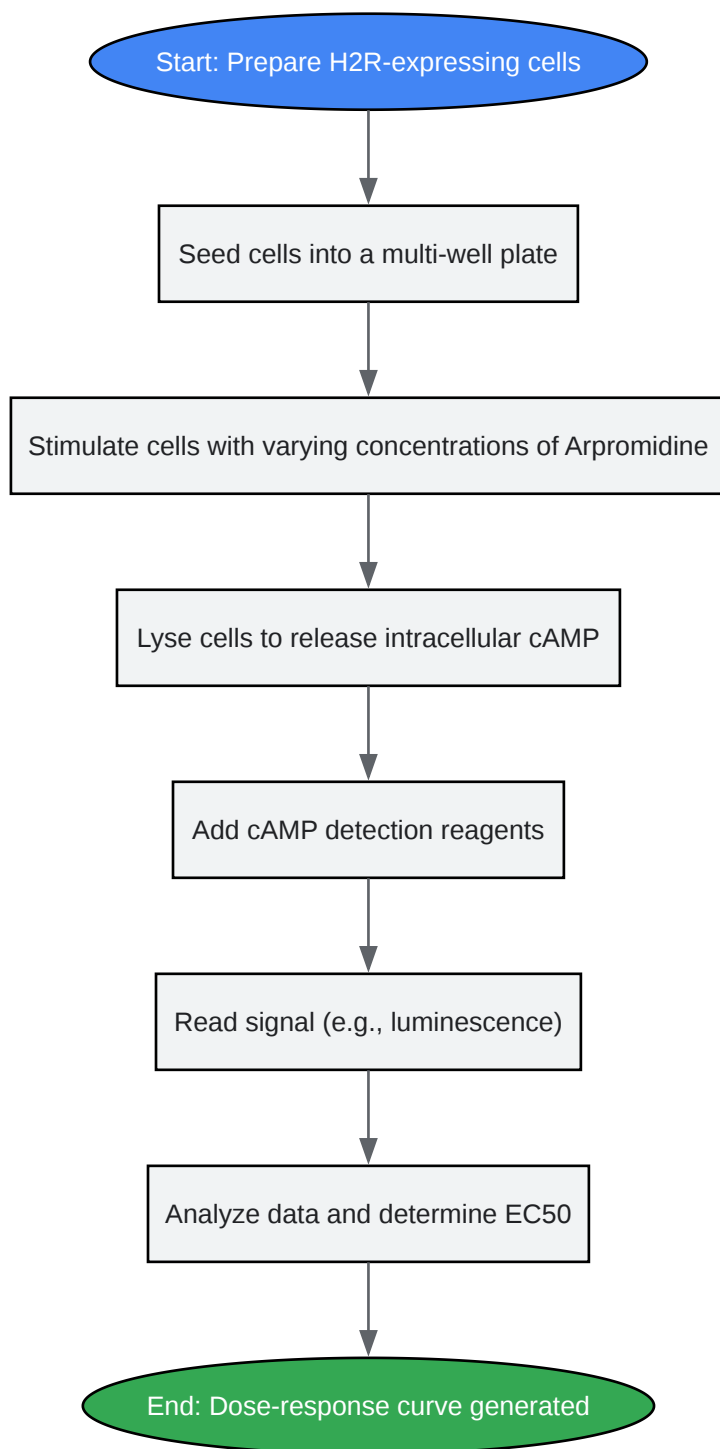 Start: Prepare H2R-expressing cells
Seed cells into a multi-well plate
Stimulate cells with varying concentrations of Arpromidine
Lyse cells to release intracellular cAMP
Add cAMP detection reagents
Read signal (e.g., luminescence)
Analyze data and determine EC50
End: Dose-response curve generated